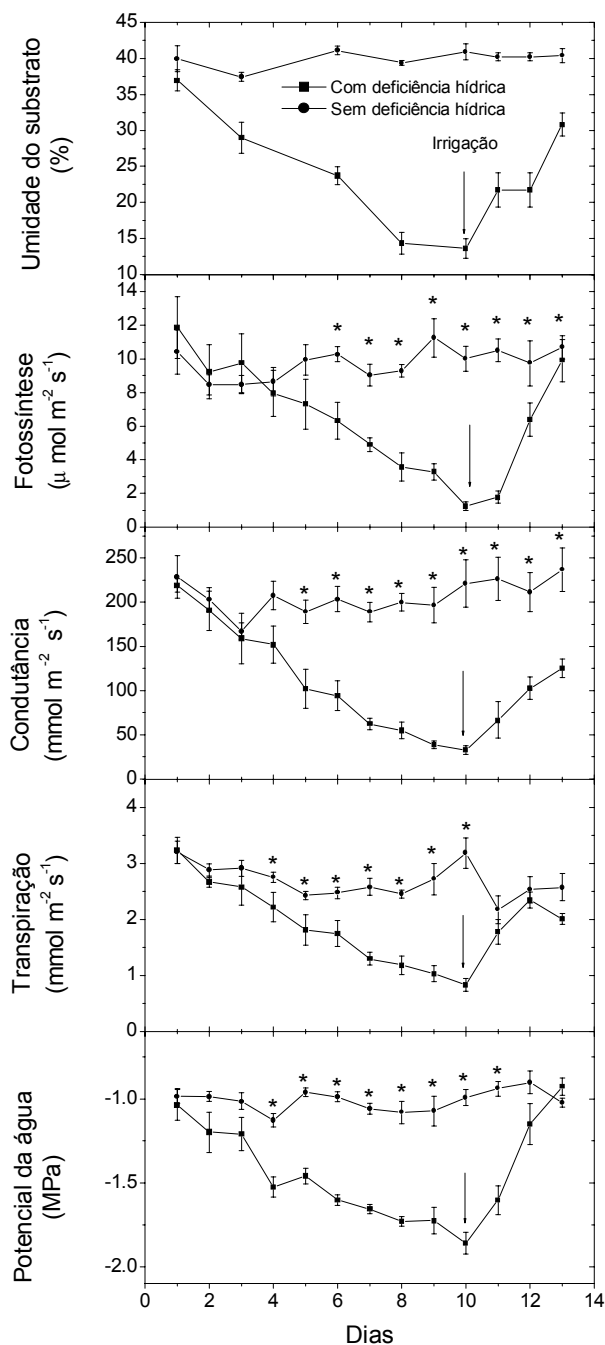 45
40
35
30
25
20
15
10
Umidade do substrato
(%)
Com deficiência hídrica
Sem deficiência hídrica
Irrigação
14
12
10
8
6
4
2
0
Fotossíntese
(μ mol m-2 s-1)
* * * * * * * *
250
200
150
100
50
0
Condutância
(mmol m-2 s-1)
* * * * * * * * *
4
3
2
1
0
Transpiração
(mmol m-2 s-1)
* * * * * * *
-1.0
-1.5
-2.0
Potencial da água
(MPa)
* * * * * * * *
0 2 4 6 8 10 12 14
Dias